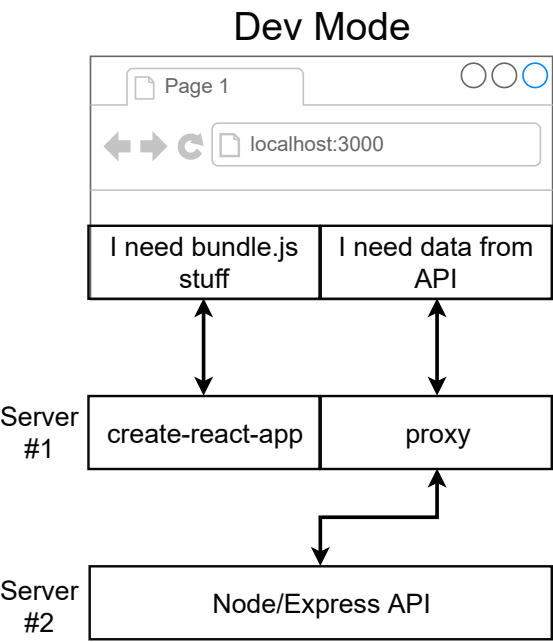 Dev Mode
Page 1
localhost:3000
I need bundle.js
stuff
I need data from
API
Server
#1
create-react-app
proxy
Server
#2
Node/Express API